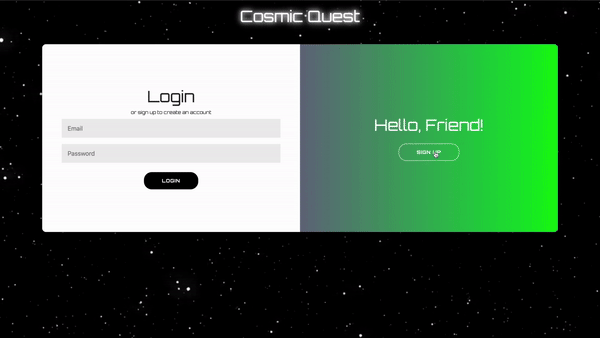 Cosmic Quest
Login
or sign up to create an account
Email
Password
LOGIN
Hello, Friend!
SIGN UP